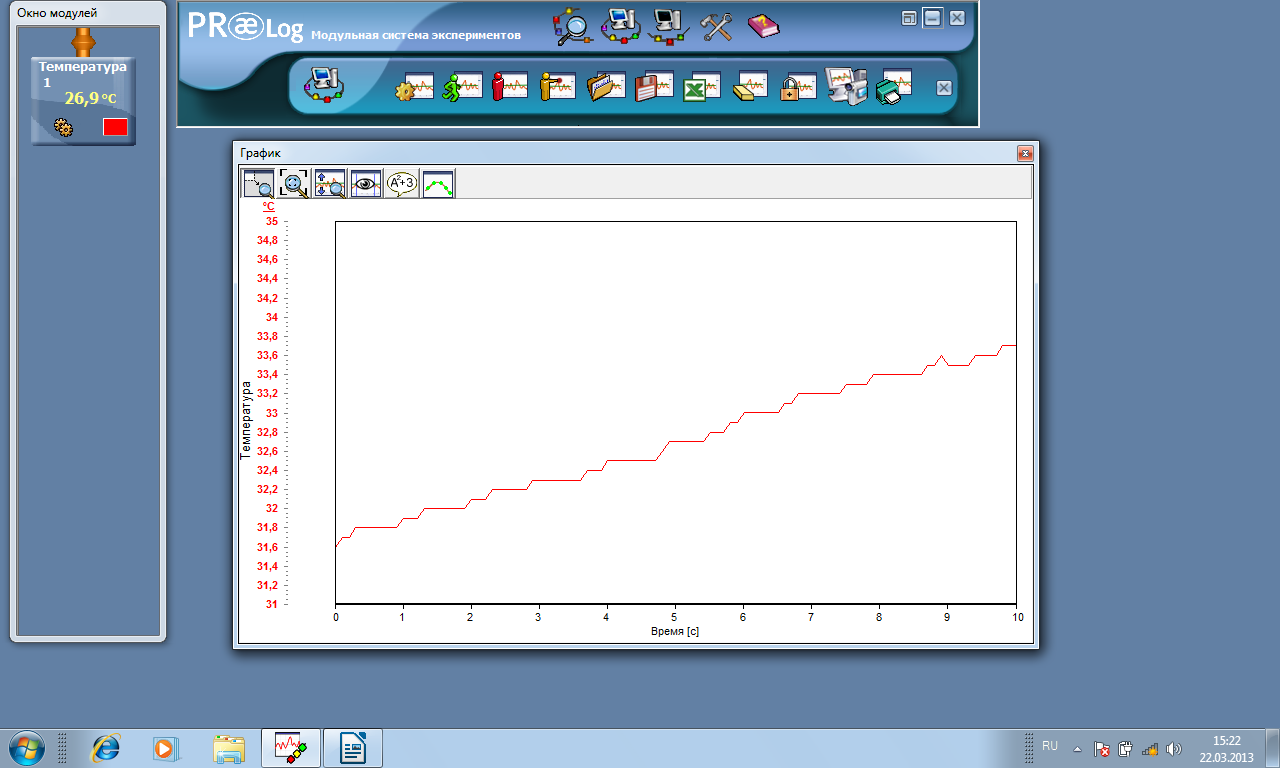 Окно модулей
Температура
1
26,9 °C
PRæLog Модульная система экспериментов
График
A²+3
°C
35
34,8
34,6
34,4
34,2
34
33,8
33,6
33,4
33,2
33
32,8
32,6
32,4
32,2
32
31,8
31,6
31,4
31,2
31
Температура
0 1 2 3 4 5 6 7 8 9 10
Время [с]
RU
15:22
22.03.2013